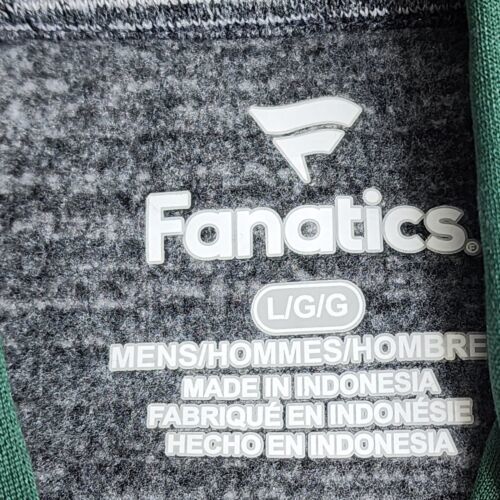 Fanatics®
L/G/G
MENS/HOMMES/HOMBRE
MADE IN INDONESIA
FABRIQUÉ EN INDONÉSIE
HECHO EN INDONESIA